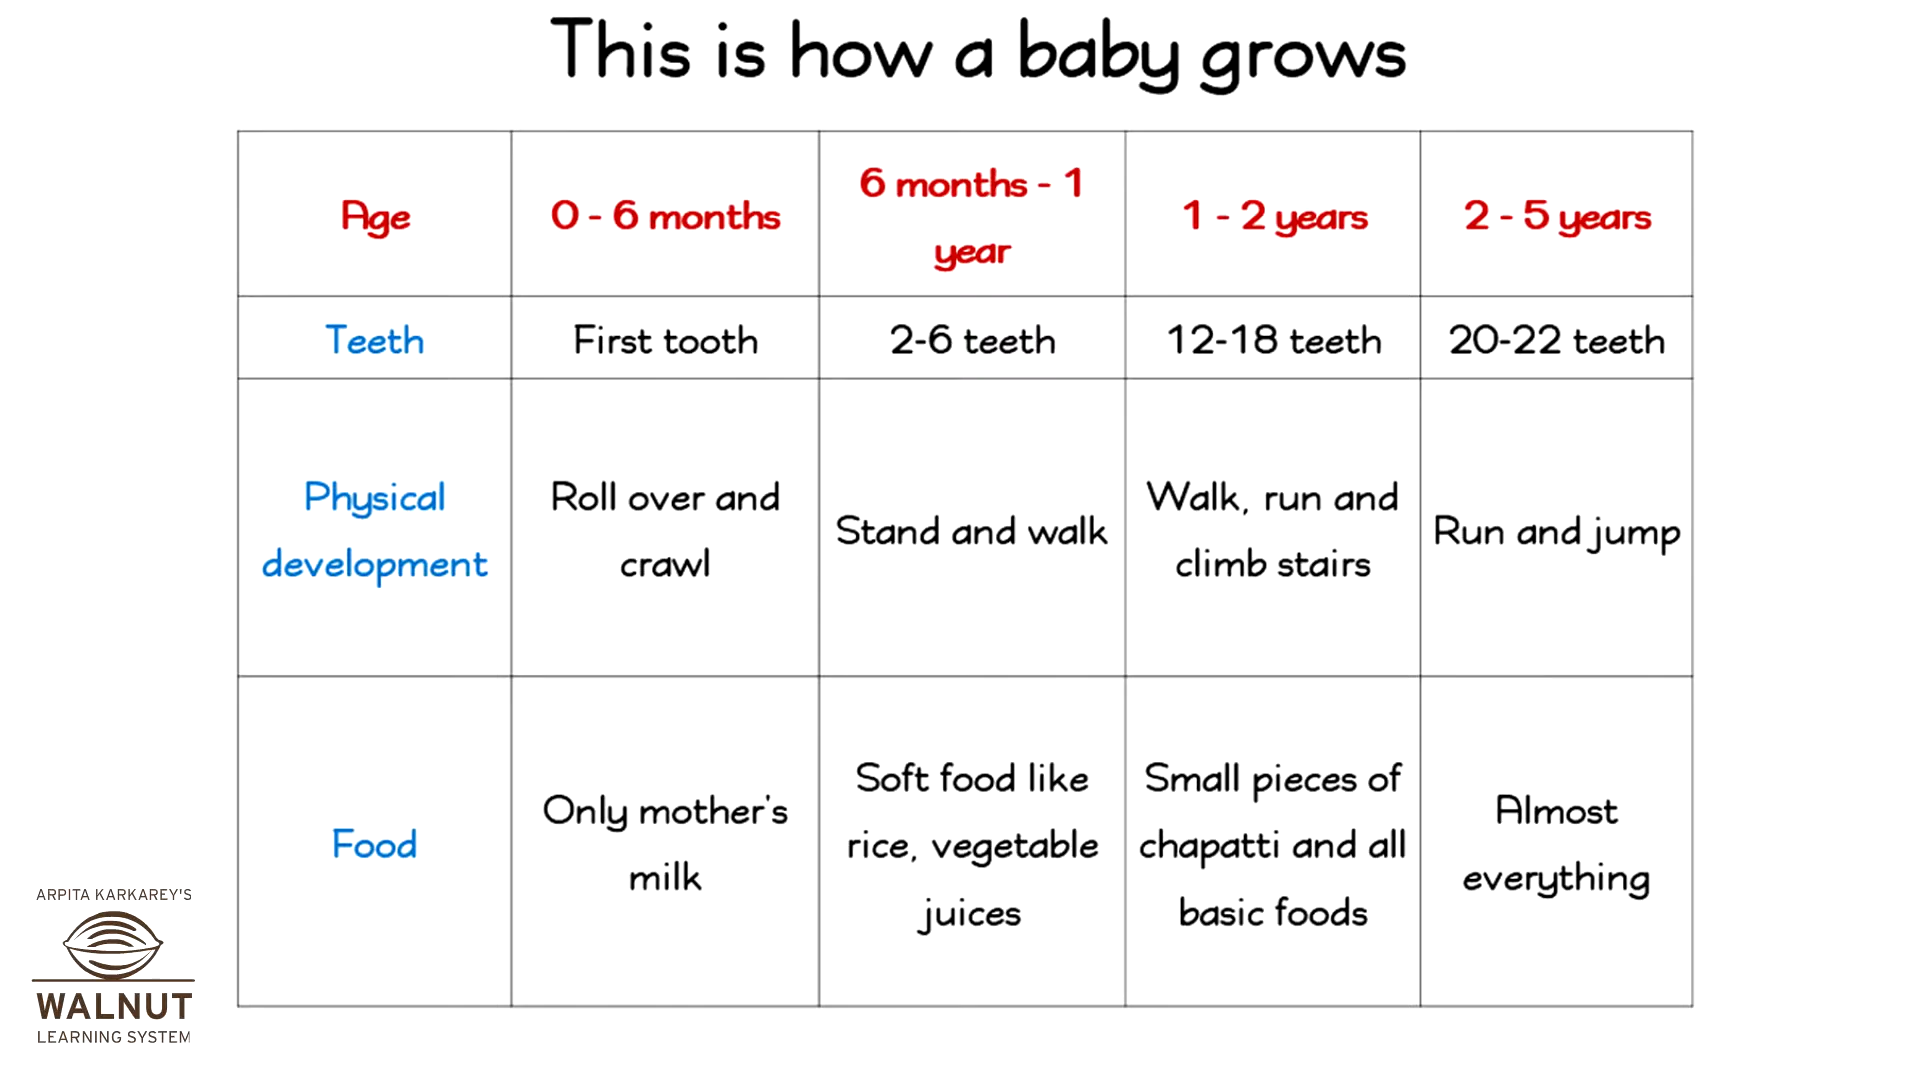 This is how a baby grows
Age
0 - 6 months
6 months - 1
year
1 - 2 years
2 - 5 years
Teeth
First tooth
2-6 teeth
12-18 teeth
20-22 teeth
Physical
development
Roll over and
crawl
Stand and walk
Walk, run and
climb stairs
Run and jump
Food
Only mother's
milk
Soft food like
rice, vegetable
juices
Small pieces of
chapatti and all
basic foods
Almost
everything
ARPITA KARKAREY'S
WALNUT
LEARNING SYSTEM